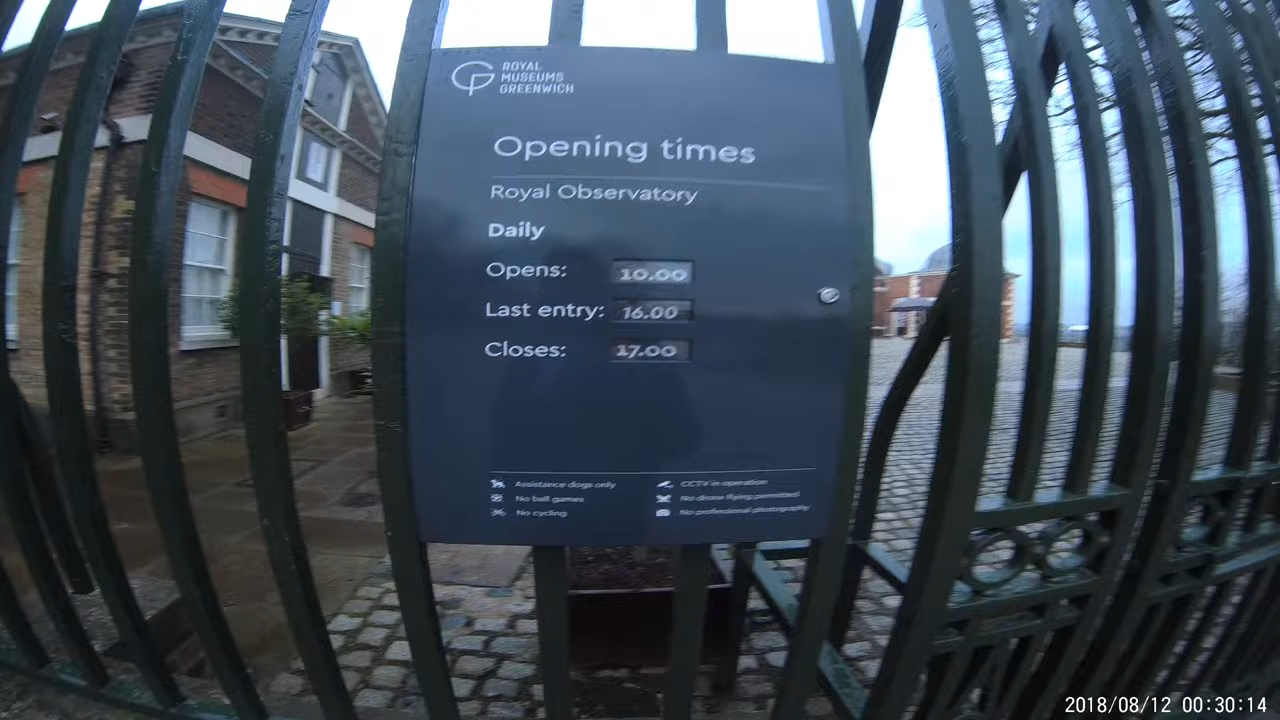 ROYAL
MUSEUMS
GREENWICH
Opening times
Royal Observatory
Daily
Opens: 10.00
Last entry: 16.00
Closes: 17.00
Assistance dogs only
No ball games
No cycling
CCTV in operation
No drone flying permitted
No professional photography
2018/08/12 00:30:14